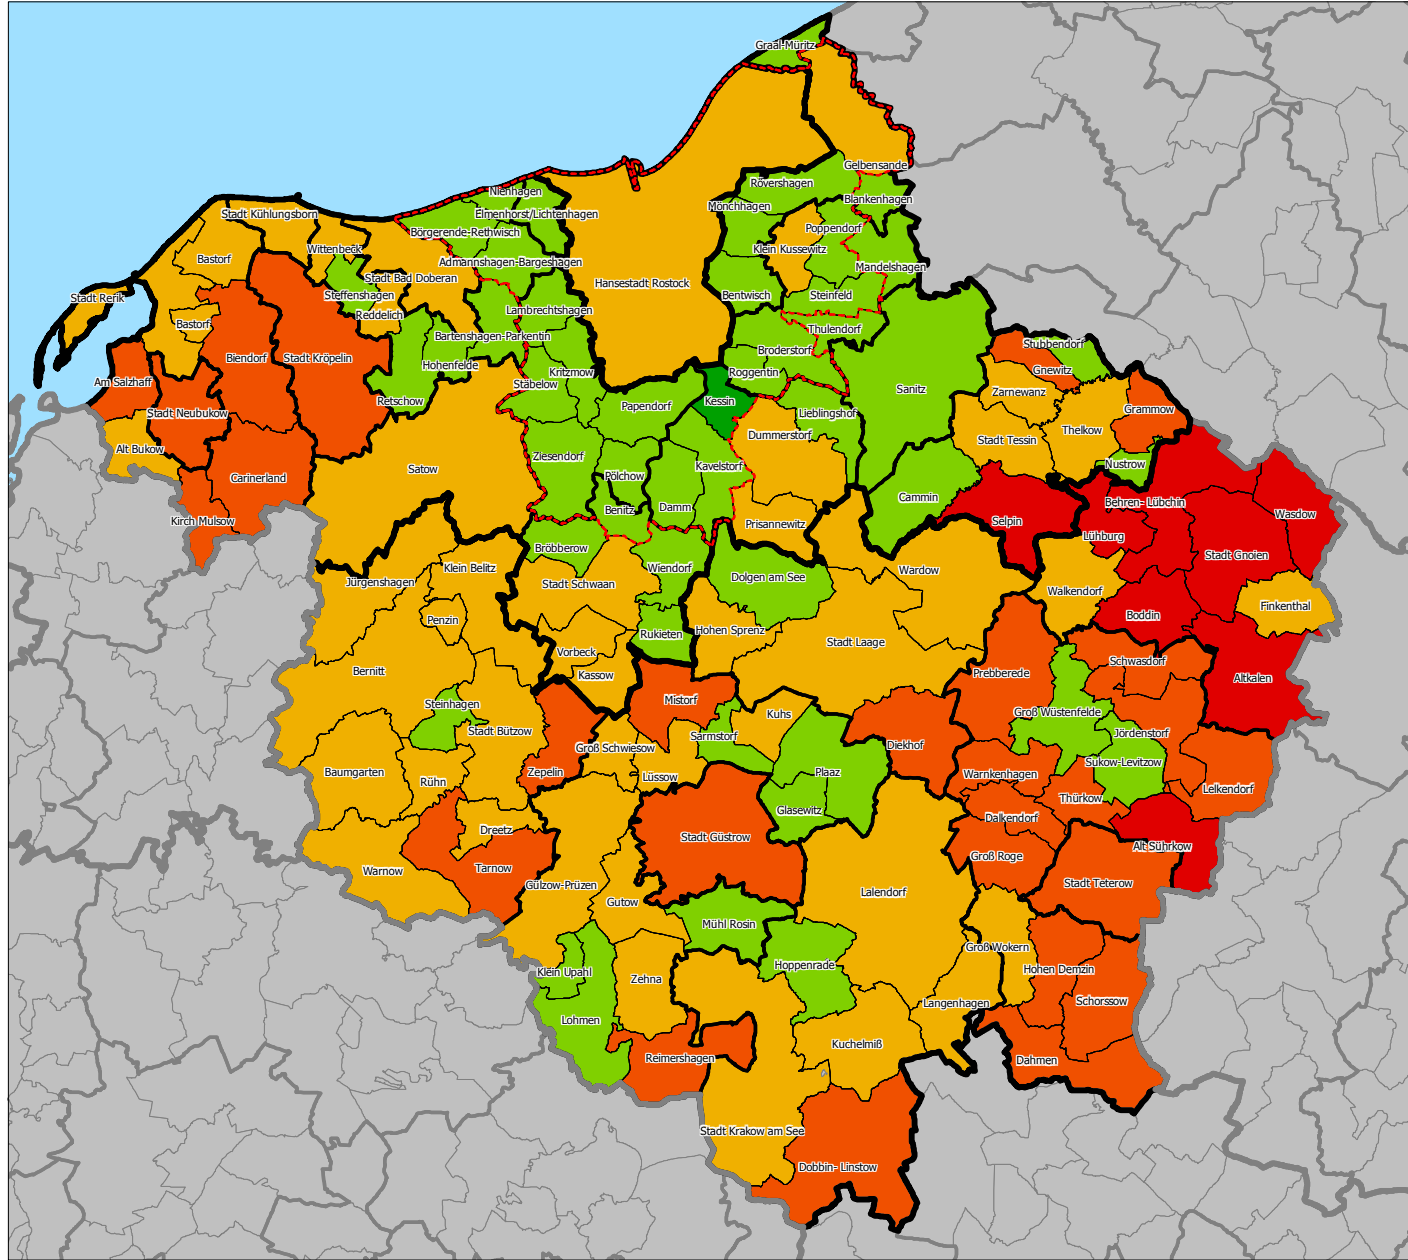 Graal-Müritz
Gelbensande
Rövershagen
Nienhagen
Blankenhagen
Mönchhagen
Stadt Kühlungsborn
Elmenhorst/Lichtenhagen
Poppendorf
Börgerende-Rethwisch
Wittenbeck
Klein Kussewitz
Bastorf
Admannshagen-Bargeshagen
Mandelshagen
Stadt Bad Doberan
Hansestadt Rostock
Steffenshagen
Bentwisch
Steinfeld
Stadt Rerik
Lambrechtshagen
Reddelich
Bastorf
Thulendorf
Bartenshagen-Parkentin
Stubbendorf
Broderstorf
Biendorf
Stadt Kröpelin
Hohenfelde
Kritzmow
Roggentin
Gnewitz
Am Salzhaff
Stäbelow
Sanitz
Zarnewanz
Retschow
Kessin
Papendorf
Grammow
Stadt Neubukow
Lieblingshof
Thelkow
Dummerstorf
Stadt Tessin
Alt Bukow
Ziesendorf
Satow
Kavelstorf
Nustrow
Carinerland
Pölchow
Cammin
Behren- Lübchin
Damm
Benitz
Wasdow
Kirch Mulsow
Prisannewitz
Selpin
Lühburg
Bröbberow
Stadt Gnoien
Klein Belitz
Wiendorf
Wardow
Dolgen am See
Jürgenshagen
Stadt Schwaan
Walkendorf
Finkenthal
Boddin
Penzin
Hohen Sprenz
Rukieten
Stadt Laage
Vorbeck
Schwasdorf
Bernitt
Kassow
Prebberede
Altkalen
Mistorf
Steinhagen
Kuhs
Groß Wüstenfelde
Stadt Bützow
Jördenstorf
Sarmstorf
Groß Schwiesow
Diekhof
Sukow-Levitzow
Baumgarten
Zepelin
Plaaz
Warnkenhagen
Lüssow
Rühn
Lelkendorf
Thürkow
Glasewitz
Dalkendorf
Dreetz
Stadt Güstrow
Alt Sührkow
Groß Roge
Tarnow
Warnow
Gülzow-Prüzen
Stadt Teterow
Lalendorf
Gutow
Mühl Rosin
Groß Wokern
Hoppenrade
Klein Upahl
Hohen Demzin
Zehna
Schorssow
Langenhagen
Lohmen
Kuchelmiß
Reimershagen
Dahmen
Stadt Krakow am See
Dobbin- Linstow